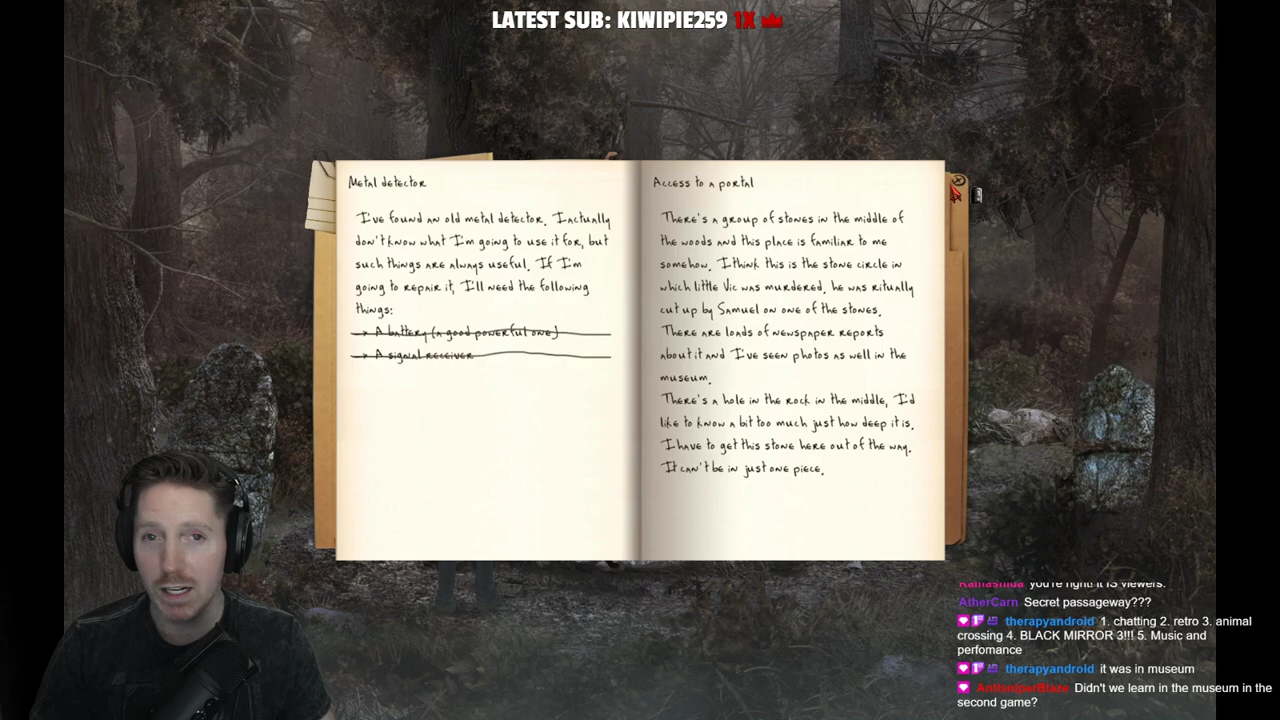 LATEST SUB: KIWIPIE259 1X
Metal detector
I've found an old metal detector. I actually
don't know what I'm going to use it for, but
such things are always useful. If I'm
going to repair it, I'll need the following
things:
→ A battery (a good powerful one)
→ A signal receiver
Access to a portal
There's a group of stones in the middle of
the woods and this place is familiar to me
somehow. I think this is the stone circle in
which little Vic was murdered, he was ritually
cut up by Samuel on one of the stones.
There are loads of newspaper reports
about it and I've seen photos as well in the
museum.
There's a hole in the rock in the middle, I'd
like to know a bit too much just how deep it is.
I have to get this stone here out of the way.
It can't be in just one piece.
you're right! it IS viewers.
AtherCarn Secret passageway???
therapyandroid 1. chatting 2. retro 3. animal
crossing 4. BLACK MIRROR 3!!! 5. Music and
perfomance
therapyandroid it was in museum
AntisuperBlaze Didn't we learn in the museum in the
second game?